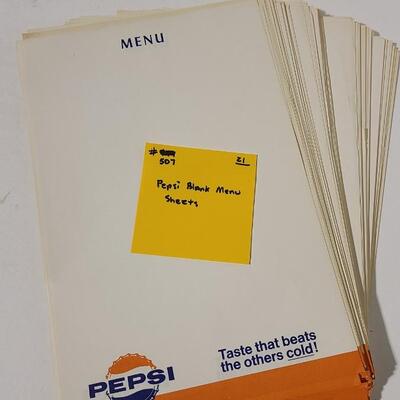 MENU
# 507 21
Pepsi Blank Menu
Sheets
Taste that beats
the others cold!
PEPSI